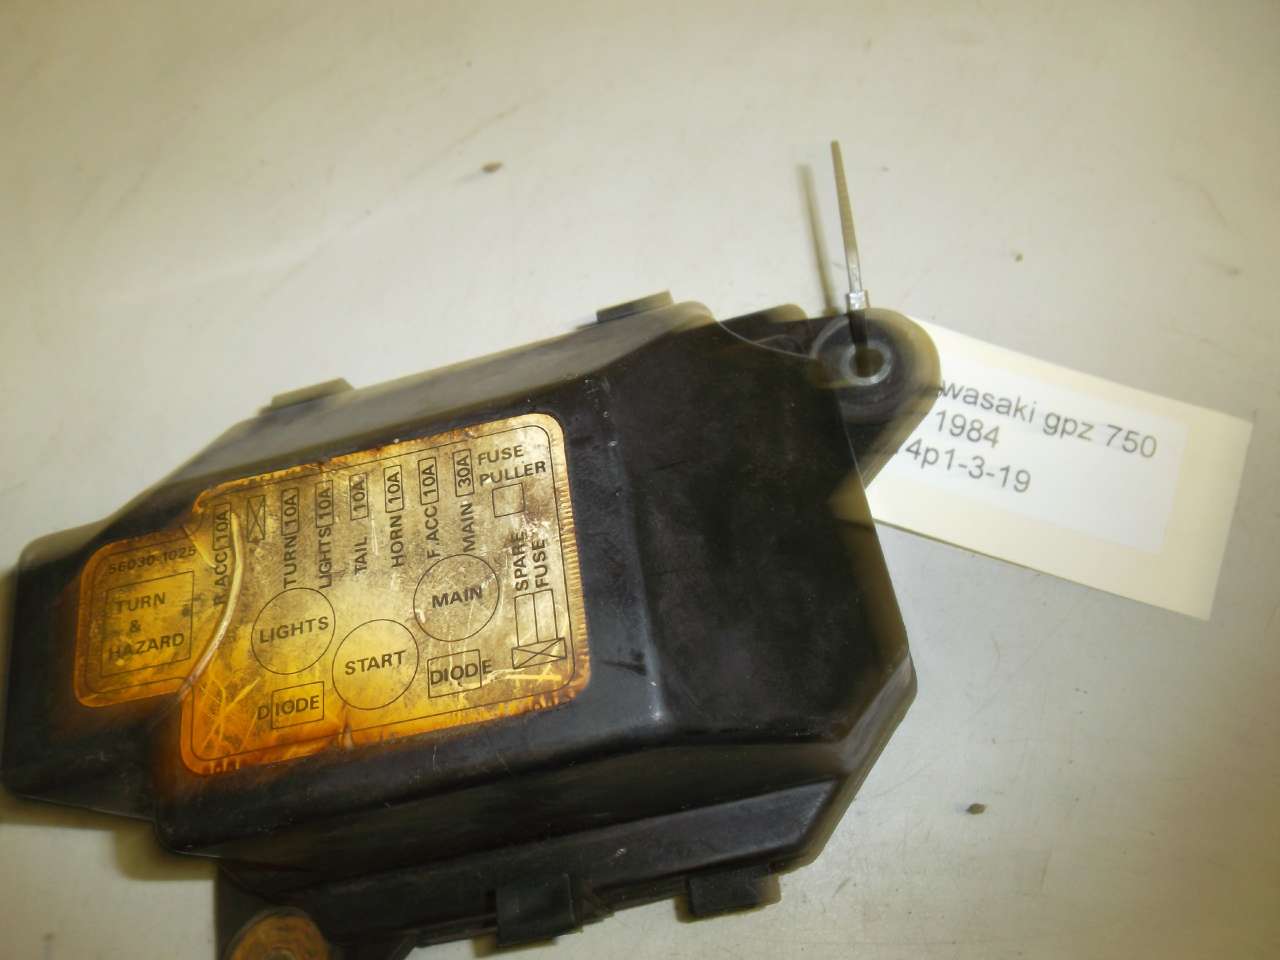 56030-1025
TURN
&
HAZARD
R.ACC 10A
TURN 10A
LIGHTS 10A
TAIL 10A
HORN 10A
F.ACC 10A
MAIN 30A
FUSE
PULLER
LIGHTS
START
MAIN
SPARE
FUSE
DIODE
DIODE
wasaki gpz 750
1984
4p1-3-19